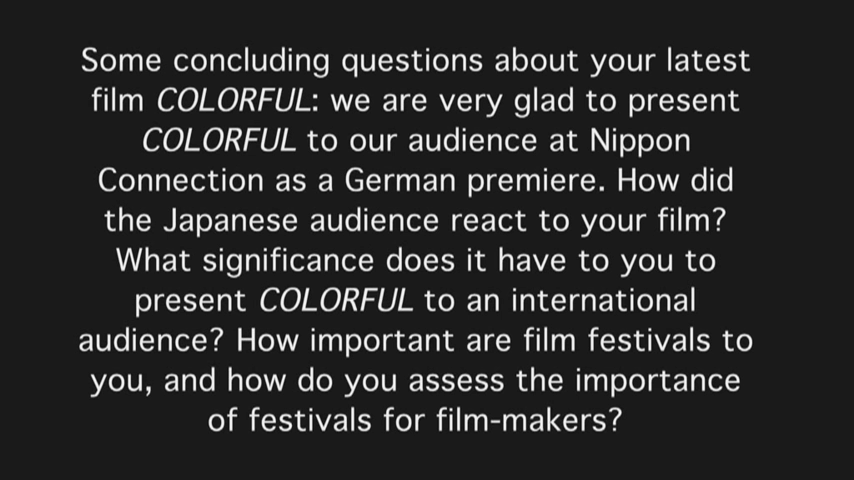 Some concluding questions about your latest
film COLORFUL: we are very glad to present
COLORFUL to our audience at Nippon
Connection as a German premiere. How did
the Japanese audience react to your film?
What significance does it have to you to
present COLORFUL to an international
audience? How important are film festivals to
you, and how do you assess the importance
of festivals for film-makers?